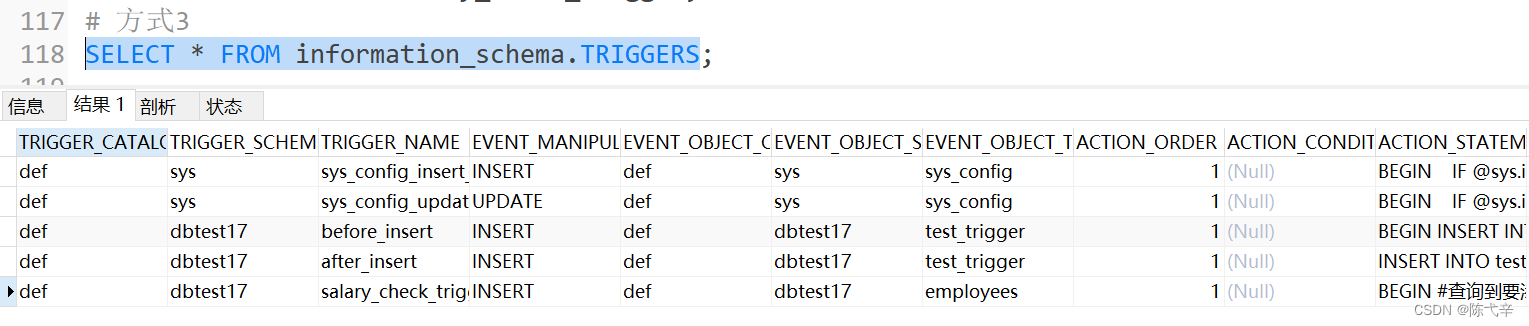 117 # 方式3
118 SELECT * FROM information_schema.TRIGGERS;
信息 结果 1 剖析 状态
TRIGGER_CATALO TRIGGER_SCHEM TRIGGER_NAME EVENT_MANIPUL EVENT_OBJECT_C EVENT_OBJECT_S EVENT_OBJECT_T ACTION_ORDER ACTION_CONDIT ACTION_STATEM
def sys sys_config_insert_ INSERT def sys sys_config 1 (Null) BEGIN IF @sys.i
def sys sys_config_updat UPDATE def sys sys_config 1 (Null) BEGIN IF @sys.i
def dbtest17 before_insert INSERT def dbtest17 test_trigger 1 (Null) BEGIN INSERT INT
def dbtest17 after_insert INSERT def dbtest17 test_trigger 1 (Null) INSERT INTO test
def dbtest17 salary_check_trig INSERT def dbtest17 employees 1 (Null) BEGIN #查询到要
CSDN @陈弋辛